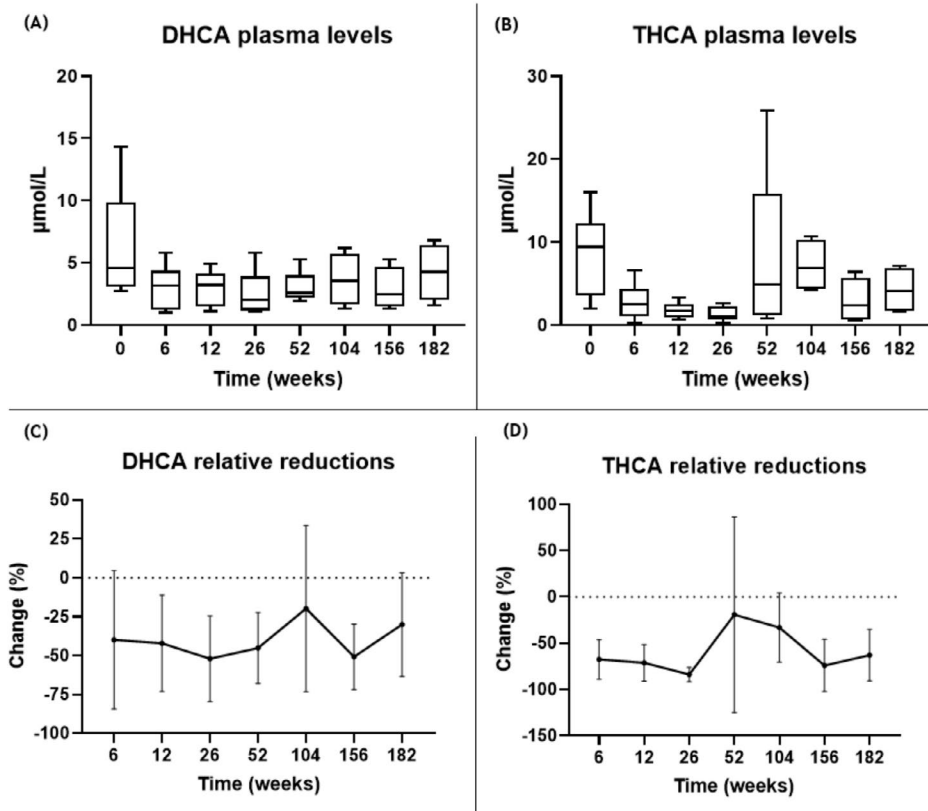 (A)
DHCA plasma levels
20
15
10
5
0
µmol/L
0 6 12 26 52 104 156 182
Time (weeks)
(B)
THCA plasma levels
30
20
10
0
µmol/L
0 6 12 26 52 104 156 182
Time (weeks)
(C)
DHCA relative reductions
50
25
0
-25
-50
-75
-100
Change (%)
6 12 26 52 104 156 182
Time (weeks)
(D)
THCA relative reductions
100
50
0
-50
-100
-150
Change (%)
6 12 26 52 104 156 182
Time (weeks)